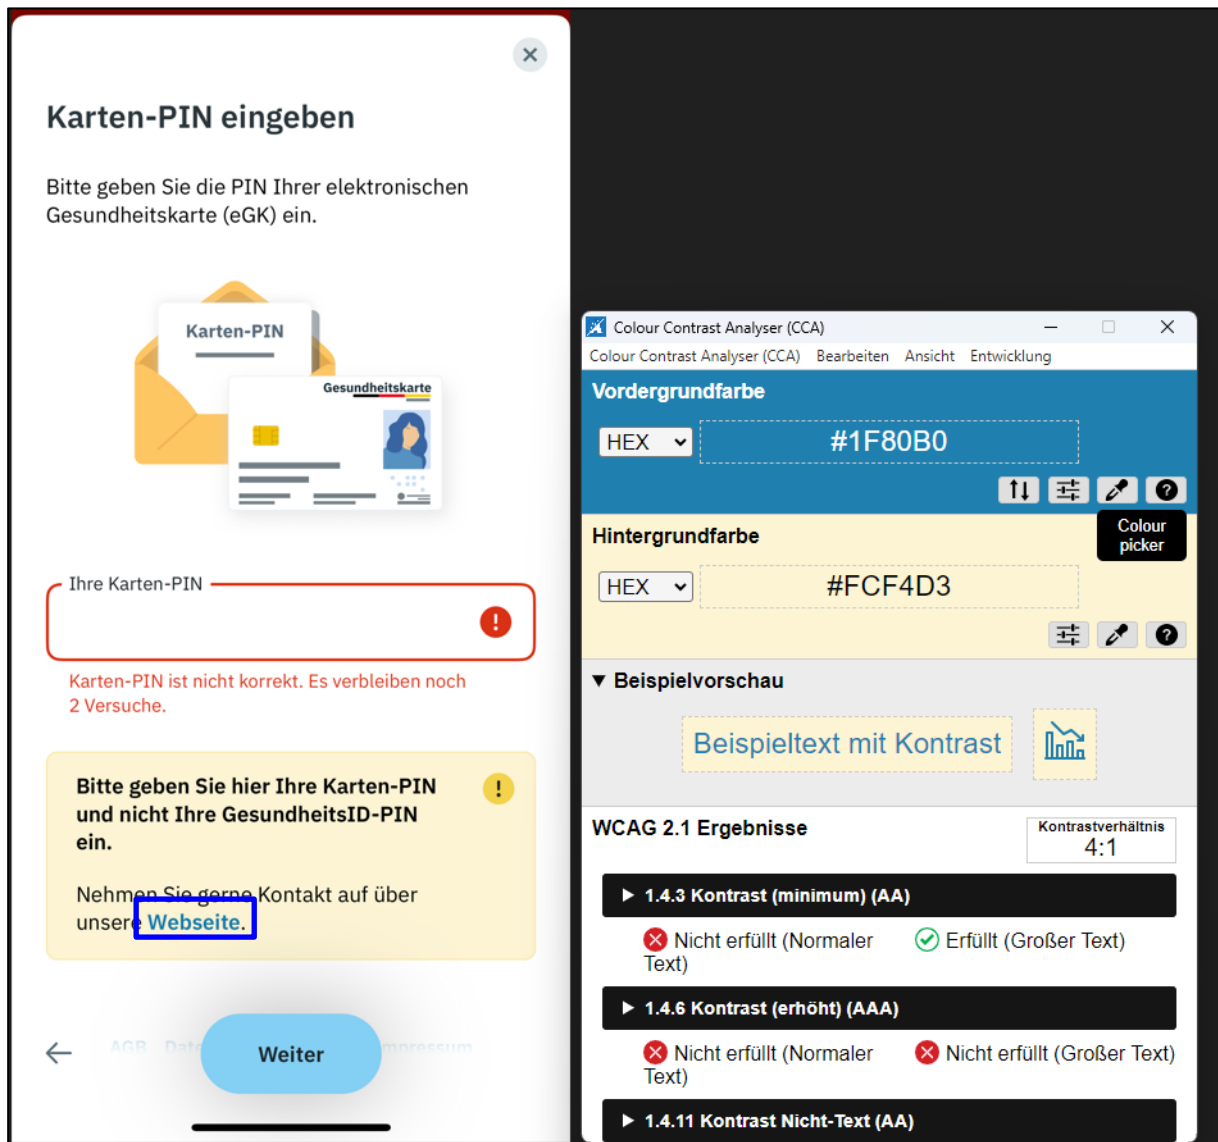 Karten-PIN eingeben
Bitte geben Sie die PIN Ihrer elektronischen
Gesundheitskarte (eGK) ein.
Karten-PIN
Gesundheitskarte
Ihre Karten-PIN
!
Karten-PIN ist nicht korrekt. Es verbleiben noch
2 Versuche.
Bitte geben Sie hier Ihre Karten-PIN
!
und nicht Ihre GesundheitsID-PIN
ein.
Nehmen Sie gerne Kontakt auf über
unsere Webseite.
AGB
Weiter
Colour Contrast Analyser (CCA)
Colour Contrast Analyser (CCA) Bearbeiten Ansicht Entwicklung
Vordergrundfarbe
HEX #1F80B0
?
Colour
picker
Hintergrundfarbe
HEX #FCF4D3
?
Beispielvorschau
Beispieltext mit Kontrast
WCAG 2.1 Ergebnisse
Kontrastverhältnis
4:1
1.4.3 Kontrast (minimum) (AA)
Nicht erfüllt (Normaler
Text)
Erfüllt (Großer Text)
1.4.6 Kontrast (erhöht) (AAA)
Nicht erfüllt (Normaler
Text)
Nicht erfüllt (Großer Text)
1.4.11 Kontrast Nicht-Text (AA)